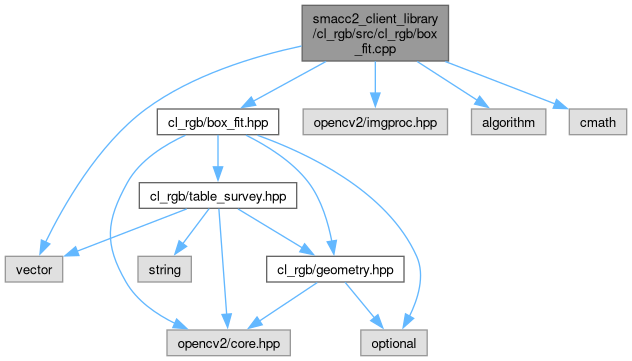 smacc2_client_library
/cl_rgb/src/cl_rgb/box
_fit.cpp
cl_rgb/box_fit.hpp
opencv2/imgproc.hpp
algorithm
cmath
cl_rgb/table_survey.hpp
vector
string
cl_rgb/geometry.hpp
opencv2/core.hpp
optional